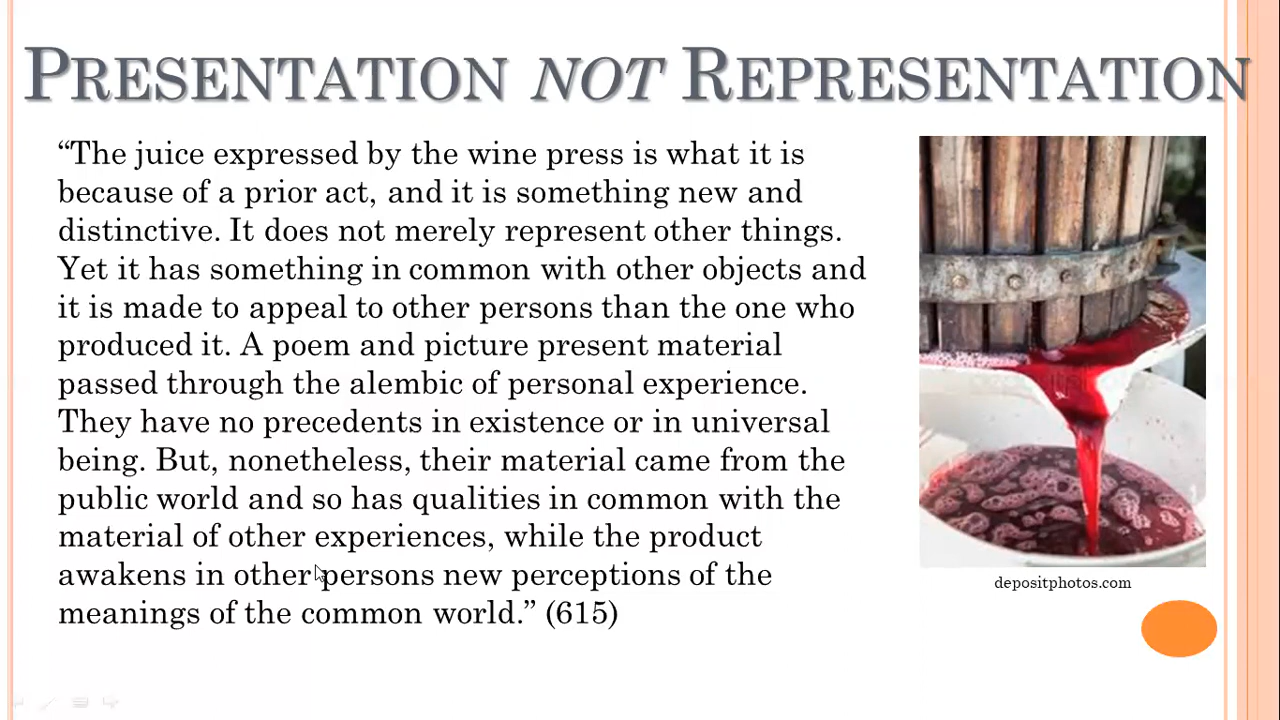 PRESENTATION NOT REPRESENTATION
“The juice expressed by the wine press is what it is
because of a prior act, and it is something new and
distinctive. It does not merely represent other things.
Yet it has something in common with other objects and
it is made to appeal to other persons than the one who
produced it. A poem and picture present material
passed through the alembic of personal experience.
They have no precedents in existence or in universal
being. But, nonetheless, their material came from the
public world and so has qualities in common with the
material of other experiences, while the product
awakens in other persons new perceptions of the
meanings of the common world.” (615)
depositphotos.com